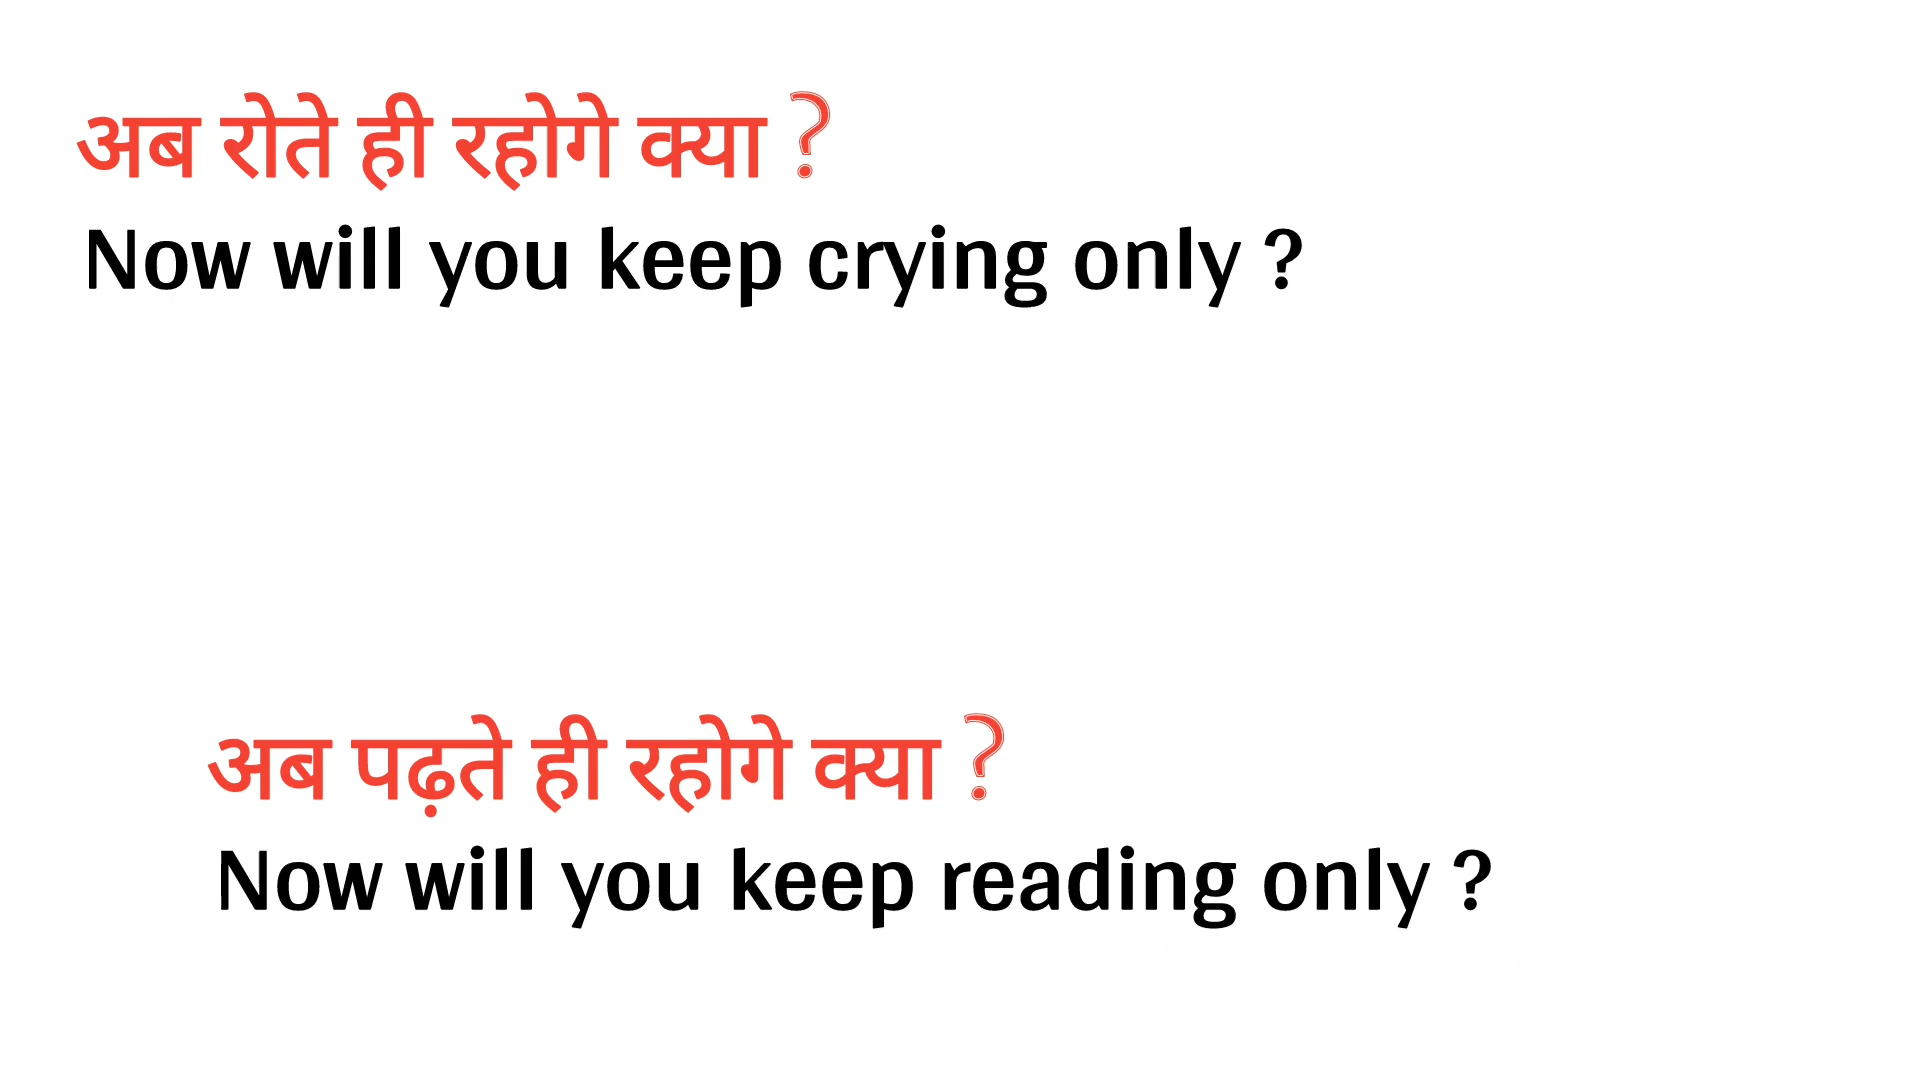 अब रोते ही रहोगे क्या ?
Now will you keep crying only ?
अब पढ़ते ही रहोगे क्या ?
Now will you keep reading only ?